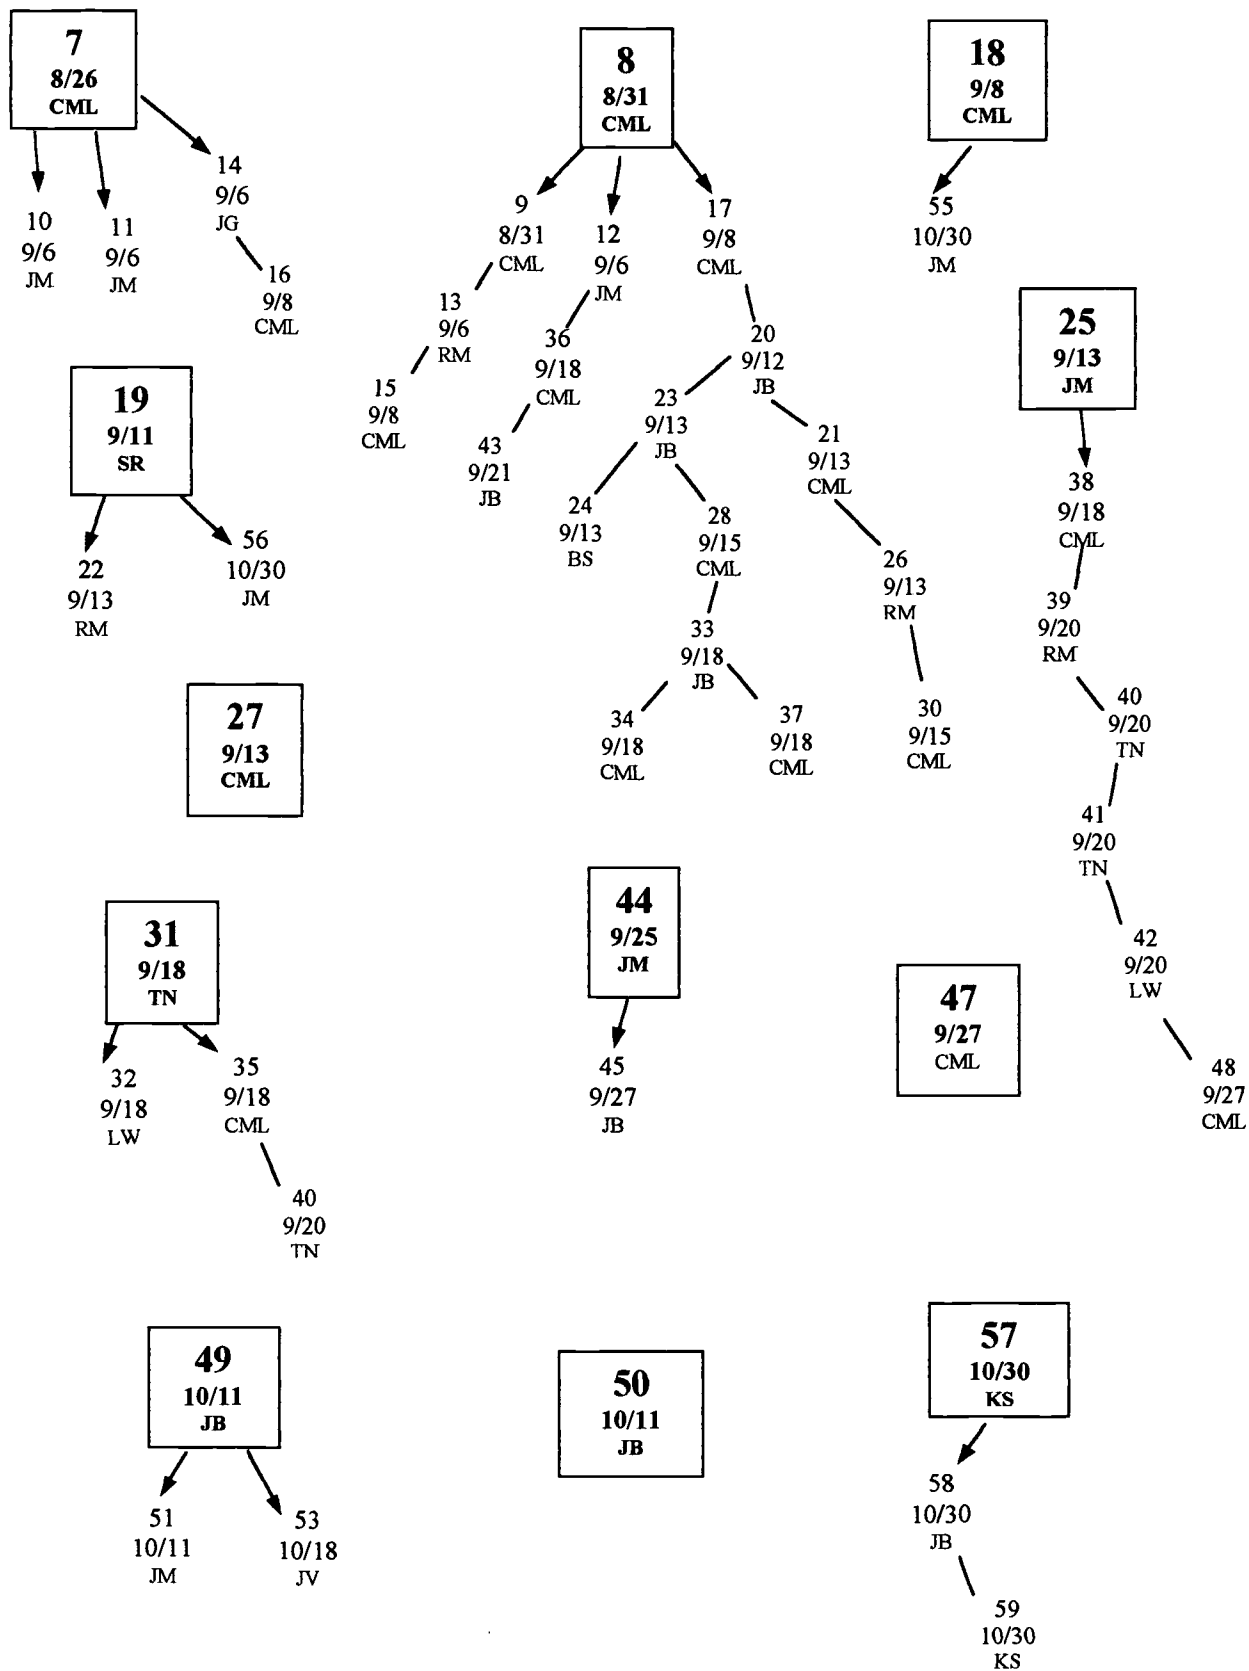 7
8/26
CML
10
9/6
JM
11
9/6
JM
14
9/6
JG
16
9/8
CML
8
8/31
CML
9
8/31
CML
13
9/6
RM
15
9/8
CML
12
9/6
JM
36
9/18
CML
43
9/21
JB
17
9/8
CML
20
9/12
JB
23
9/13
JB
24
9/13
BS
28
9/15
CML
33
9/18
JB
34
9/18
CML
37
9/18
CML
21
9/13
CML
26
9/13
RM
30
9/15
CML
18
9/8
CML
55
10/30
JM
19
9/11
SR
22
9/13
RM
56
10/30
JM
25
9/13
JM
38
9/18
CML
39
9/20
RM
40
9/20
TN
41
9/20
TN
42
9/20
LW
48
9/27
CML
27
9/13
CML
31
9/18
TN
32
9/18
LW
35
9/18
CML
40
9/20
TN
44
9/25
JM
45
9/27
JB
47
9/27
CML
49
10/11
JB
51
10/11
JM
53
10/18
JV
50
10/11
JB
57
10/30
KS
58
10/30
JB
59
10/30
KS